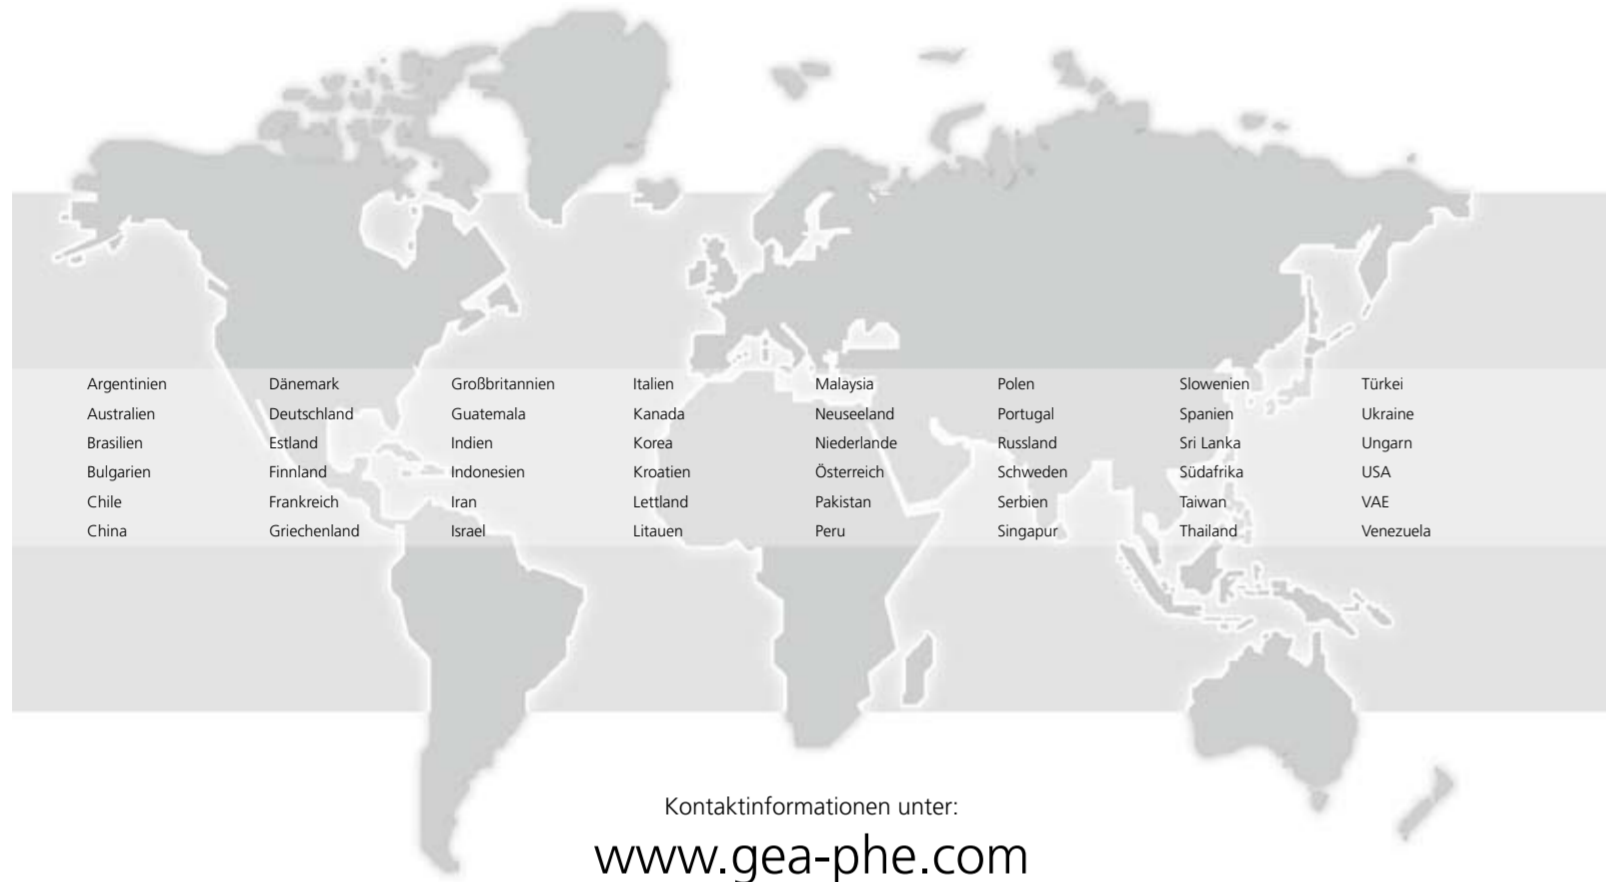 Argentinien Dänemark Großbritannien Italien Malaysia Polen Slowenien Türkei
Australien Deutschland Guatemala Kanada Neuseeland Portugal Spanien Ukraine
Brasilien Estland Indien Korea Niederlande Russland Sri Lanka Ungarn
Bulgarien Finnland Indonesien Kroatien Österreich Schweden Südafrika USA
Chile Frankreich Iran Lettland Pakistan Serbien Taiwan VAE
China Griechenland Israel Litauen Peru Singapur Thailand Venezuela
Kontaktinformationen unter:
www.gea-phe.com